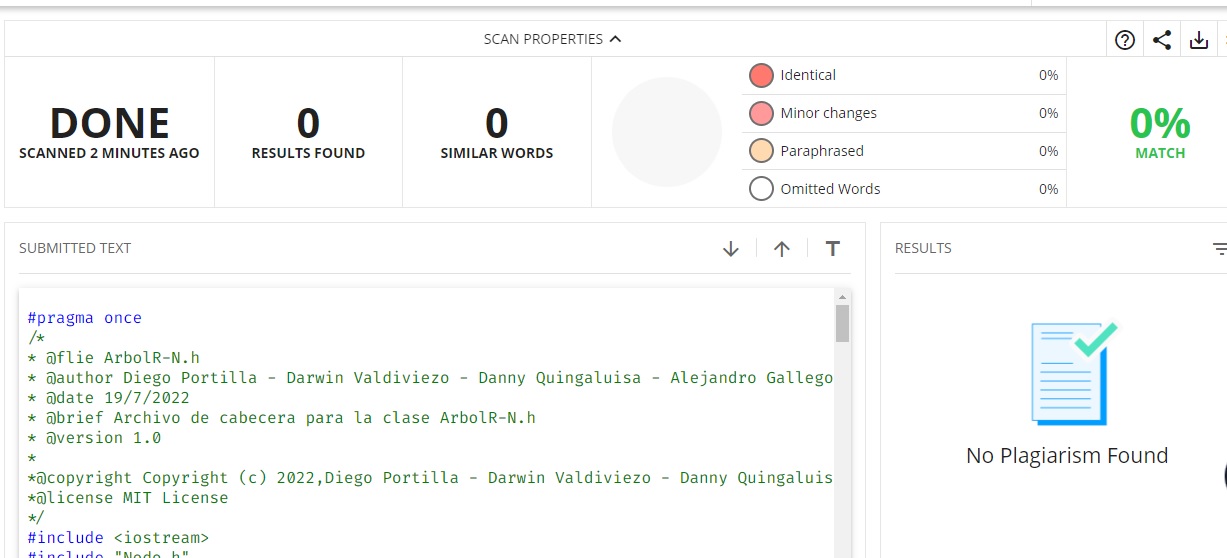 SCAN PROPERTIES
DONE
SCANNED 2 MINUTES AGO
0
RESULTS FOUND
0
SIMILAR WORDS
Identical 0%
Minor changes 0%
Paraphrased 0%
Omitted Words 0%
0%
MATCH
SUBMITTED TEXT
#pragma once
/*
* @flie ArbolR-N.h
* @author Diego Portilla - Darwin Valdiviezo - Danny Quingaluisa - Alejandro Gallego
* @date 19/7/2022
* @brief Archivo de cabecera para la clase ArbolR-N.h
* @version 1.0
*
*@copyright Copyright (c) 2022,Diego Portilla - Darwin Valdiviezo - Danny Quingaluis
*@license MIT License
*/
#include <iostream>
#include "Nodo.h"
RESULTS
No Plagiarism Found